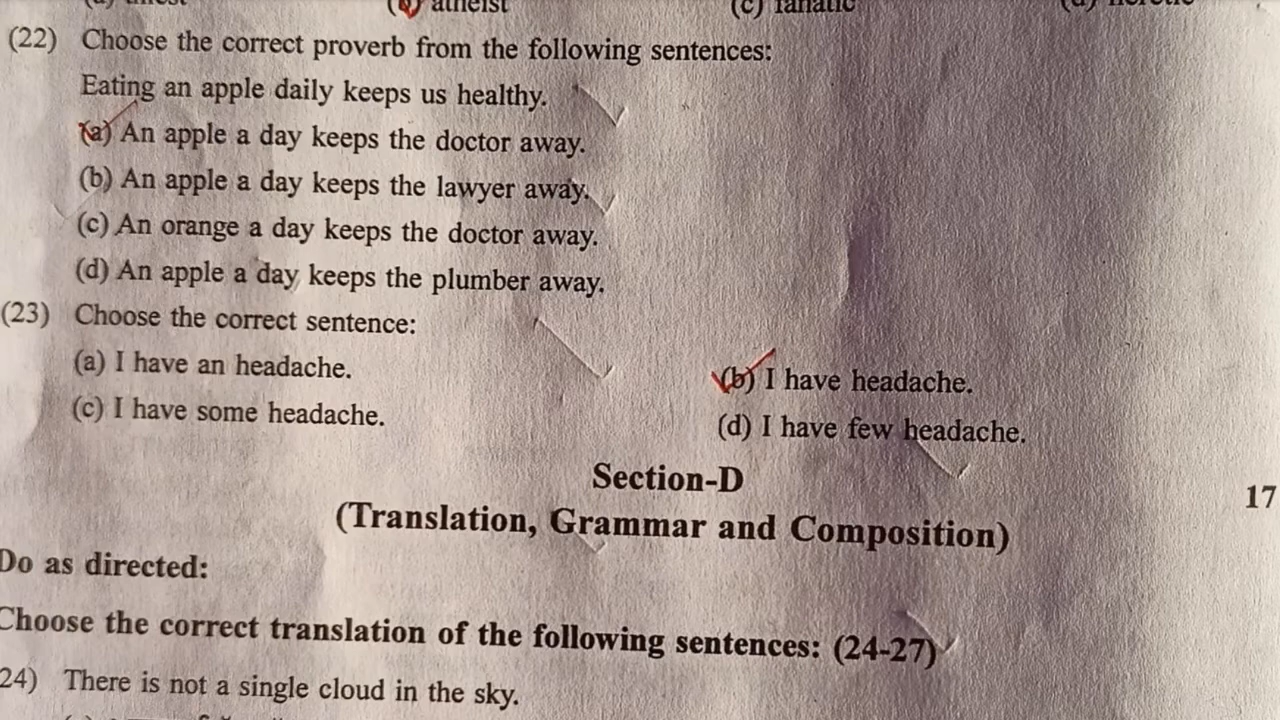 (b) atheist (c) fanatic
(22) Choose the correct proverb from the following sentences:
Eating an apple daily keeps us healthy.
(a) An apple a day keeps the doctor away.
(b) An apple a day keeps the lawyer away.
(c) An orange a day keeps the doctor away.
(d) An apple a day keeps the plumber away.
(23) Choose the correct sentence:
(a) I have an headache. (b) I have headache.
(c) I have some headache. (d) I have few headache.
Section-D
17
(Translation, Grammar and Composition)
Do as directed:
Choose the correct translation of the following sentences: (24-27)
24) There is not a single cloud in the sky.